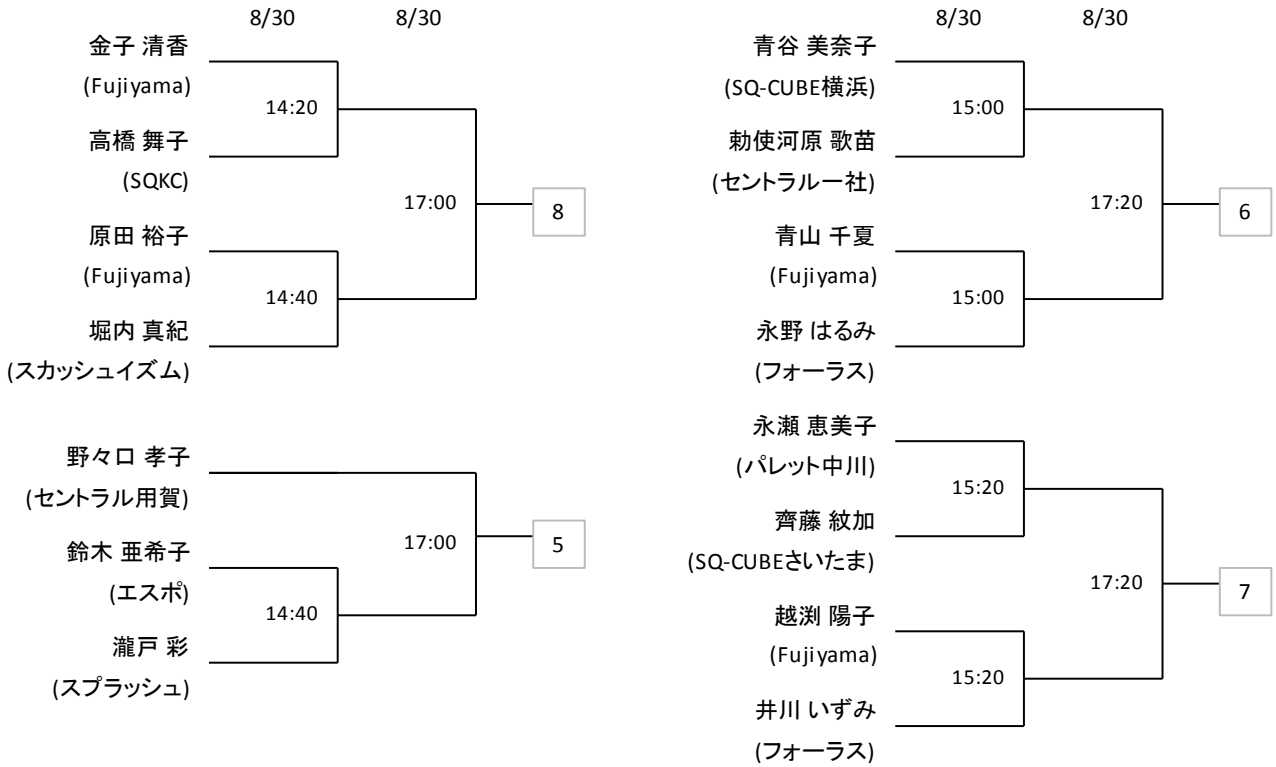 8/30 8/30
金子 清香
(Fujiyama)
14:20
高橋 舞子
(SQKC)
17:00
8
原田 裕子
(Fujiyama)
14:40
堀内 真紀
(スカッシュイズム)
野々口 孝子
(セントラル用賀)
17:00
5
鈴木 亜希子
(エスポ)
14:40
瀧戸 彩
(スプラッシュ)
8/30 8/30
青谷 美奈子
(SQ-CUBE横浜)
15:00
勅使河原 歌苗
(セントラル一社)
17:20
6
青山 千夏
(Fujiyama)
15:00
永野 はるみ
(フォーラス)
永瀬 恵美子
(パレット中川)
15:20
齊藤 紋加
(SQ-CUBEさいたま)
17:20
7
越渕 陽子
(Fujiyama)
15:20
井川 いずみ
(フォーラス)